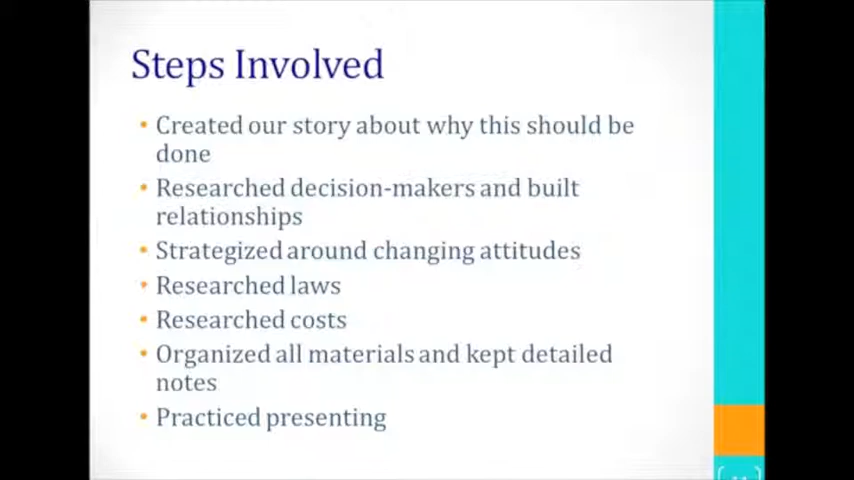 Steps Involved
• Created our story about why this should be
done
• Researched decision-makers and built
relationships
• Strategized around changing attitudes
• Researched laws
• Researched costs
• Organized all materials and kept detailed
notes
• Practiced presenting